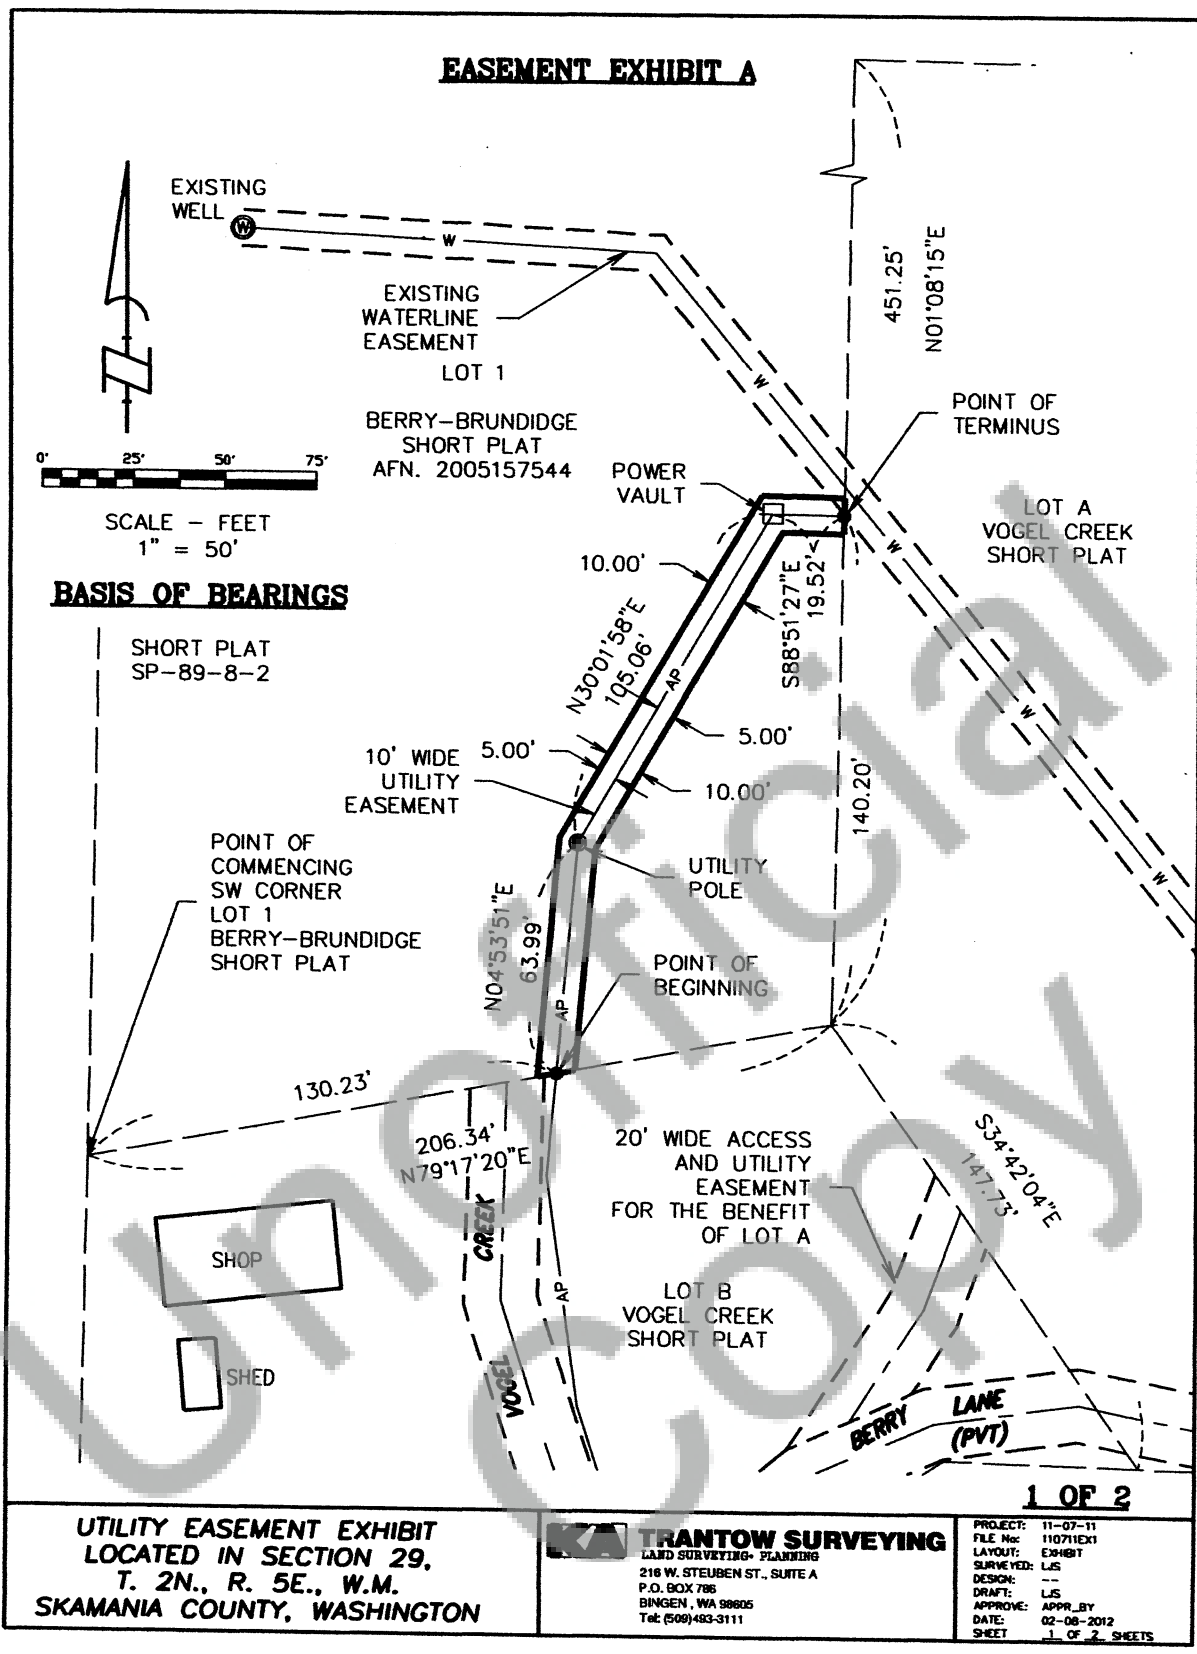 EASEMENT EXHIBIT A
EXISTING
WELL
W
W
EXISTING
WATERLINE
EASEMENT
LOT 1
451.25'
N01°08'15"E
W
BERRY-BRUNDIDGE
SHORT PLAT
AFN. 2005157544
POINT OF
TERMINUS
0' 25' 50' 75'
SCALE - FEET
1" = 50'
POWER
VAULT
LOT A
VOGEL CREEK
SHORT PLAT
W
BASIS OF BEARINGS
10.00'
S88°51'27"E
19.52'
N30°01'58"E
105.06'
SHORT PLAT
SP-89-8-2
AP
W
5.00'
5.00'
10' WIDE
UTILITY
EASEMENT
10.00'
140.20'
POINT OF
COMMENCING
SW CORNER
LOT 1
BERRY-BRUNDIDGE
SHORT PLAT
UTILITY
POLE
W
N04°53'51"E
63.99'
POINT OF
BEGINNING
AP
130.23'
206.34'
N79°17'20"E
20' WIDE ACCESS
AND UTILITY
EASEMENT
FOR THE BENEFIT
OF LOT A
S34°42'04"E
147.73'
SHOP
CREEK
VOGEL
AP
LOT B
VOGEL CREEK
SHORT PLAT
SHED
BERRY LANE
(PVT)
Unofficial
Copy
1 OF 2
UTILITY EASEMENT EXHIBIT
LOCATED IN SECTION 29,
T. 2N., R. 5E., W.M.
SKAMANIA COUNTY, WASHINGTON
TRANTOW SURVEYING
LAND SURVEYING• PLANNING
216 W. STEUBEN ST., SUITE A
P.O. BOX 786
BINGEN, WA 98605
Tel: (509)493-3111
PROJECT: 11-07-11
FILE No: 110711EX1
LAYOUT: EXHIBIT
SURVEYED: LJS
DESIGN: --
DRAFT: LJS
APPROVE: APPR_BY
DATE: 02-08-2012
SHEET 1 OF 2 SHEETS